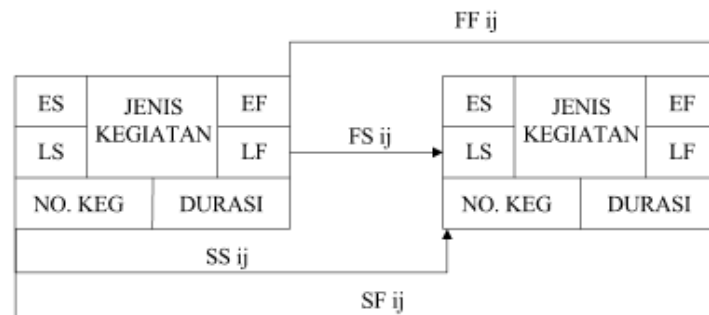 FF ij
ES
JENIS
KEGIATAN
EF
LS
LF
NO. KEG
DURASI
FS ij
ES
JENIS
KEGIATAN
EF
LS
LF
NO. KEG
DURASI
SS ij
SF ij